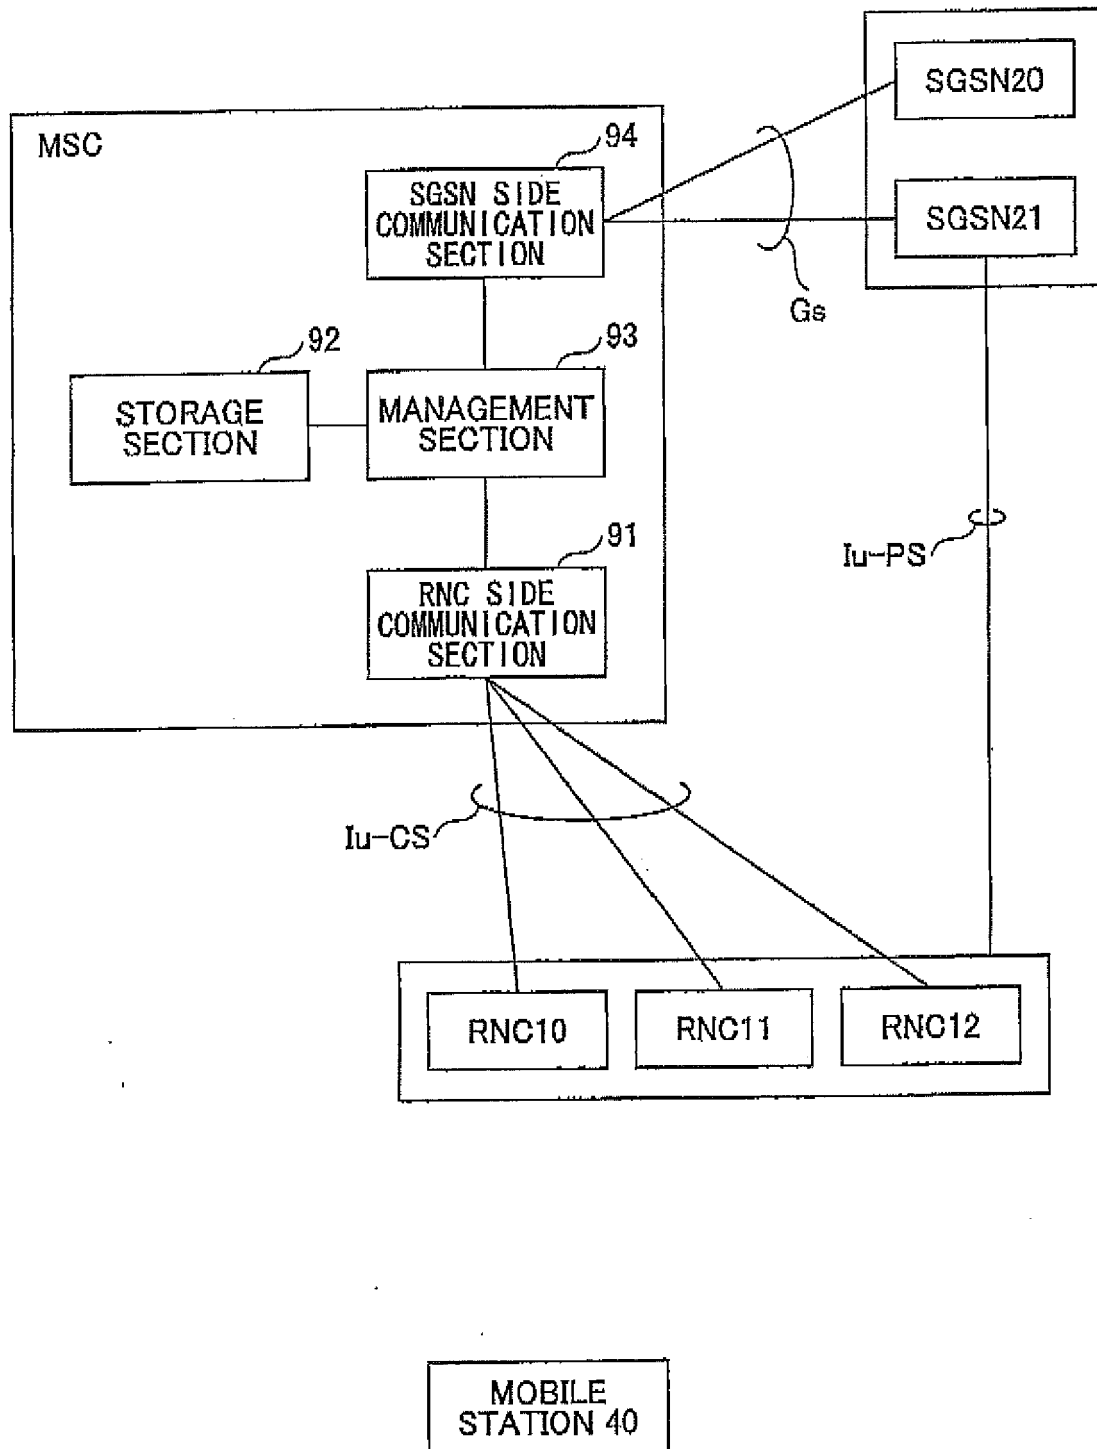 SGSN20
MSC
94
SGSN SIDE
COMMUNICATION
SECTION
SGSN21
Gs
92
93
STORAGE
SECTION
MANAGEMENT
SECTION
91
Iu-PS
RNC SIDE
COMMUNICATION
SECTION
Iu-CS
RNC10
RNC11
RNC12
MOBILE
STATION 40